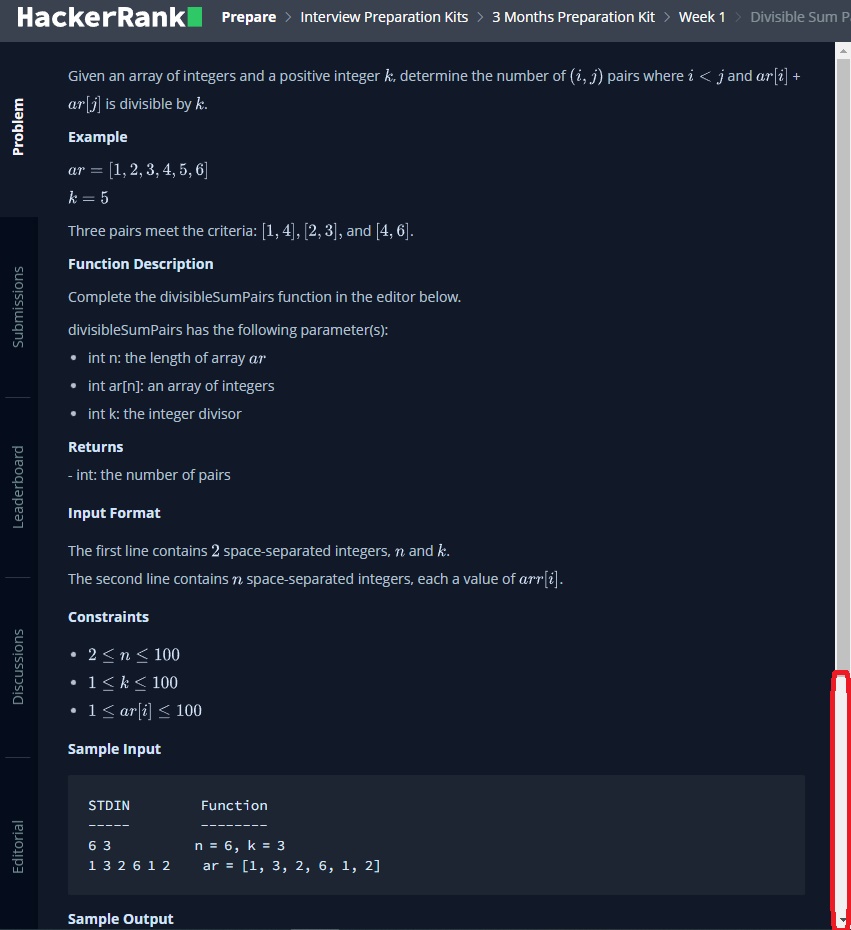 HackerRank
Prepare > Interview Preparation Kits > 3 Months Preparation Kit > Week 1 > Divisible Sum P
Problem
Submissions
Leaderboard
Discussions
Editorial
Given an array of integers and a positive integer k, determine the number of (i, j) pairs where i < j and ar[i] +
ar[j] is divisible by k.
Example
ar = [1, 2, 3, 4, 5, 6]
k = 5
Three pairs meet the criteria: [1, 4], [2, 3], and [4, 6].
Function Description
Complete the divisibleSumPairs function in the editor below.
divisibleSumPairs has the following parameter(s):
• int n: the length of array ar
• int ar[n]: an array of integers
• int k: the integer divisor
Returns
- int: the number of pairs
Input Format
The first line contains 2 space-separated integers, n and k.
The second line contains n space-separated integers, each a value of arr[i].
Constraints
• 2 ≤ n ≤ 100
• 1 ≤ k ≤ 100
• 1 ≤ ar[i] ≤ 100
Sample Input
STDIN Function
----- --------
6 3 n = 6, k = 3
1 3 2 6 1 2 ar = [1, 3, 2, 6, 1, 2]
Sample Output